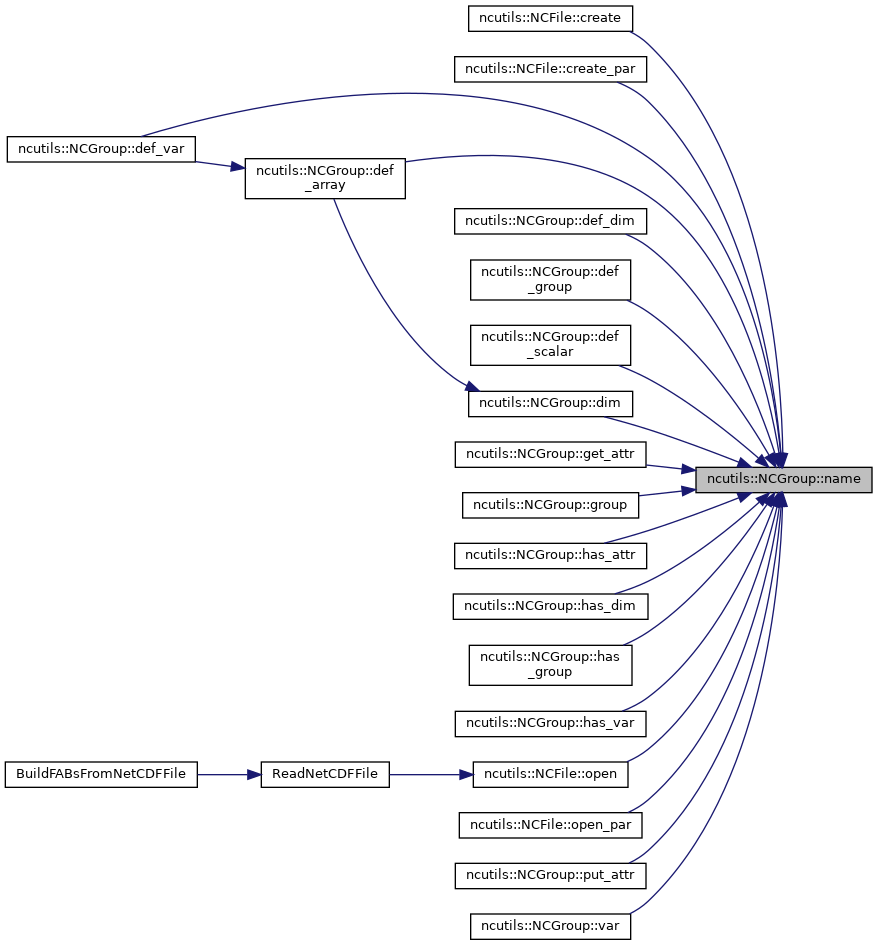 ncutils::NCFile::create
ncutils::NCFile::create_par
ncutils::NCGroup::def_var
ncutils::NCGroup::def
_array
ncutils::NCGroup::def_dim
ncutils::NCGroup::def
_group
ncutils::NCGroup::def
_scalar
ncutils::NCGroup::dim
ncutils::NCGroup::get_attr
ncutils::NCGroup::name
ncutils::NCGroup::group
ncutils::NCGroup::has_attr
ncutils::NCGroup::has_dim
ncutils::NCGroup::has
_group
ncutils::NCGroup::has_var
BuildFABsFromNetCDFFile
ReadNetCDFFile
ncutils::NCFile::open
ncutils::NCFile::open_par
ncutils::NCGroup::put_attr
ncutils::NCGroup::var